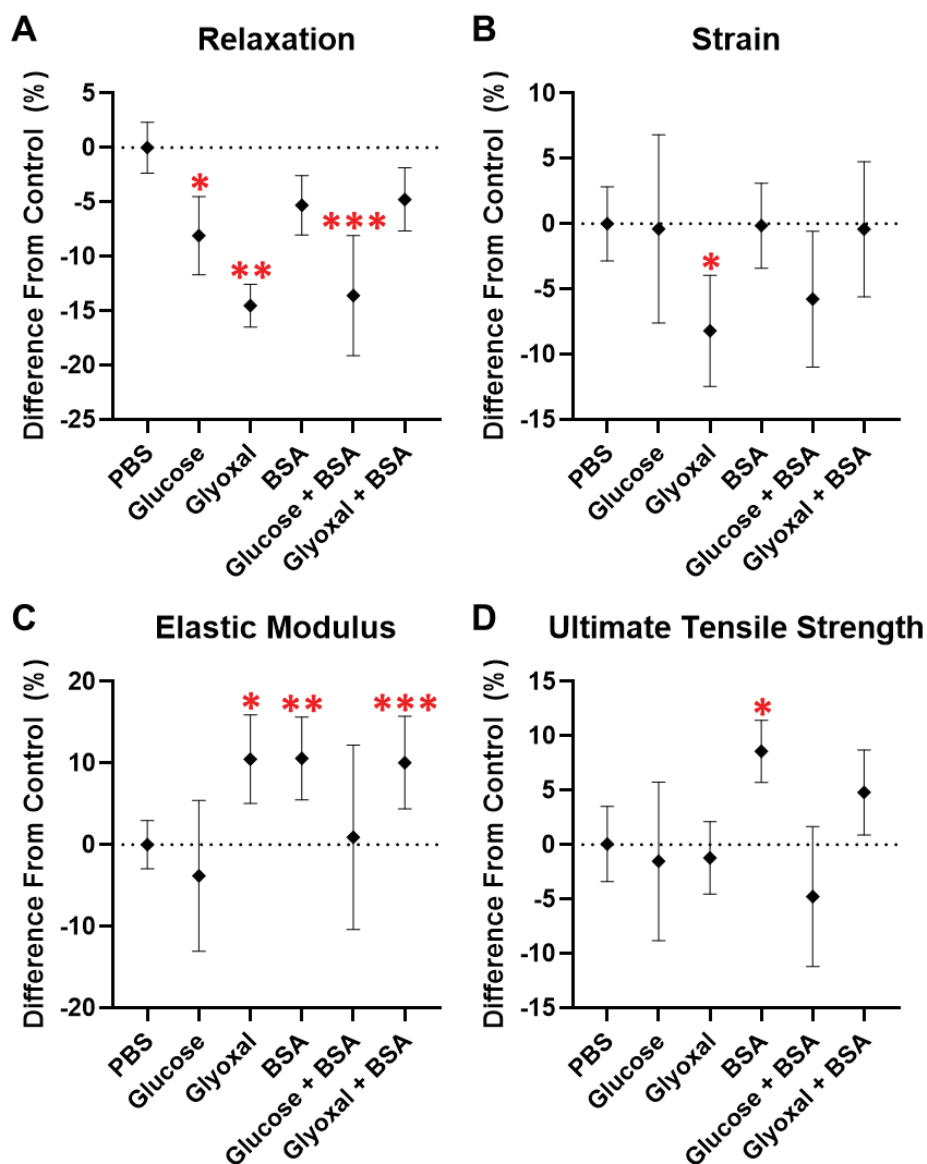 A
Relaxation
Difference From Control (%)
5
0
-5
-10
-15
-20
-25
*
**
***
PBS
Glucose
Glyoxal
BSA
Glucose + BSA
Glyoxal + BSA
B
Strain
Difference From Control (%)
10
5
0
-5
-10
-15
*
PBS
Glucose
Glyoxal
BSA
Glucose + BSA
Glyoxal + BSA
C
Elastic Modulus
Difference From Control (%)
20
10
0
-10
-20
*
**
***
PBS
Glucose
Glyoxal
BSA
Glucose + BSA
Glyoxal + BSA
D
Ultimate Tensile Strength
Difference From Control (%)
15
10
5
0
-5
-10
-15
*
PBS
Glucose
Glyoxal
BSA
Glucose + BSA
Glyoxal + BSA